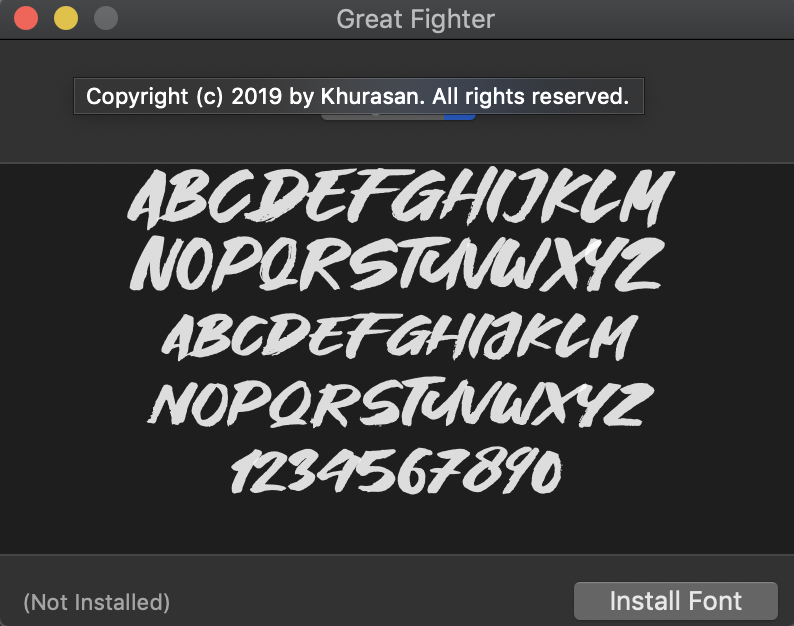 Great Fighter
Copyright (c) 2019 by Khurasan. All rights reserved.
ABCDEFGHIJKLM
NOPQRSTUVWXYZ
ABCDEFGHIJKLM
NOPQRSTUVWXYZ
1234567890
(Not Installed)
Install Font